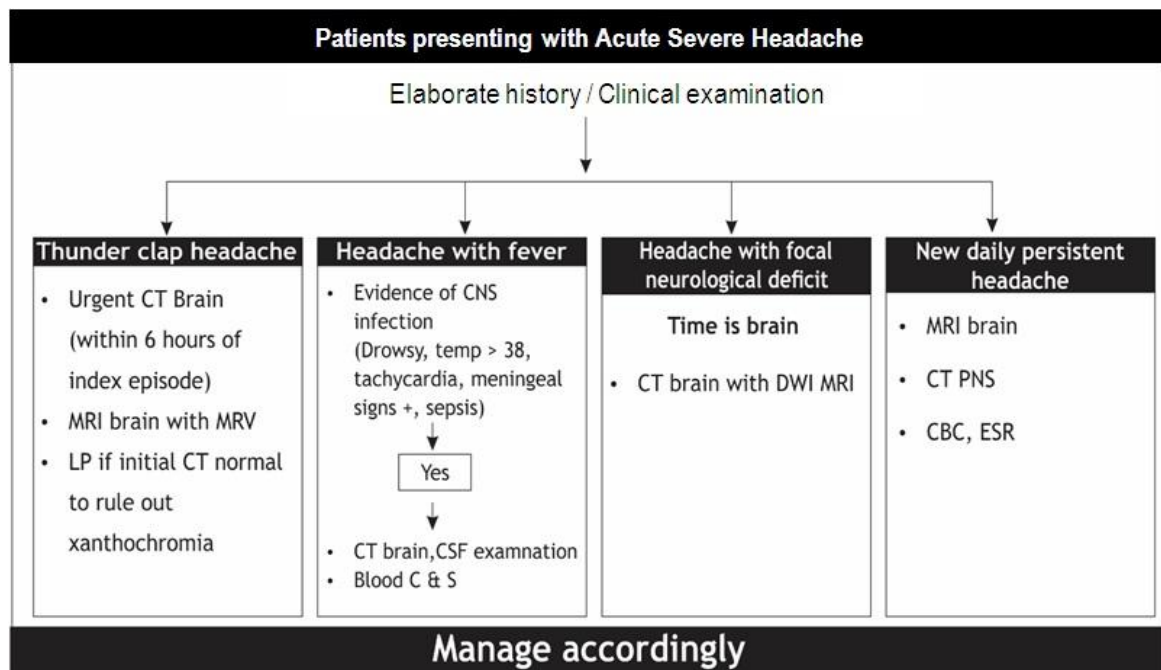 Patients presenting with Acute Severe Headache
Elaborate history / Clinical examination
Thunder clap headache
• Urgent CT Brain
(within 6 hours of
index episode)
• MRI brain with MRV
• LP if initial CT normal
to rule out
xanthochromia
Headache with fever
• Evidence of CNS
infection
(Drowsy, temp > 38,
tachycardia, meningeal
signs +, sepsis)
Yes
• CT brain,CSF examnation
• Blood C & S
Headache with focal
neurological deficit
Time is brain
• CT brain with DWI MRI
New daily persistent
headache
• MRI brain
• CT PNS
• CBC, ESR
Manage accordingly